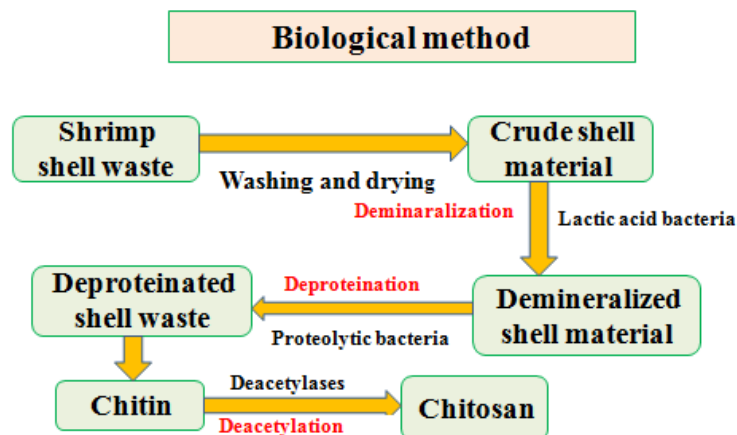 Biological method
Shrimp
shell waste
Washing and drying
Crude shell
material
Deminaralization
Lactic acid bacteria
Demineralized
shell material
Deproteination
Proteolytic bacteria
Deproteinated
shell waste
Chitin
Deacetylases
Deacetylation
Chitosan